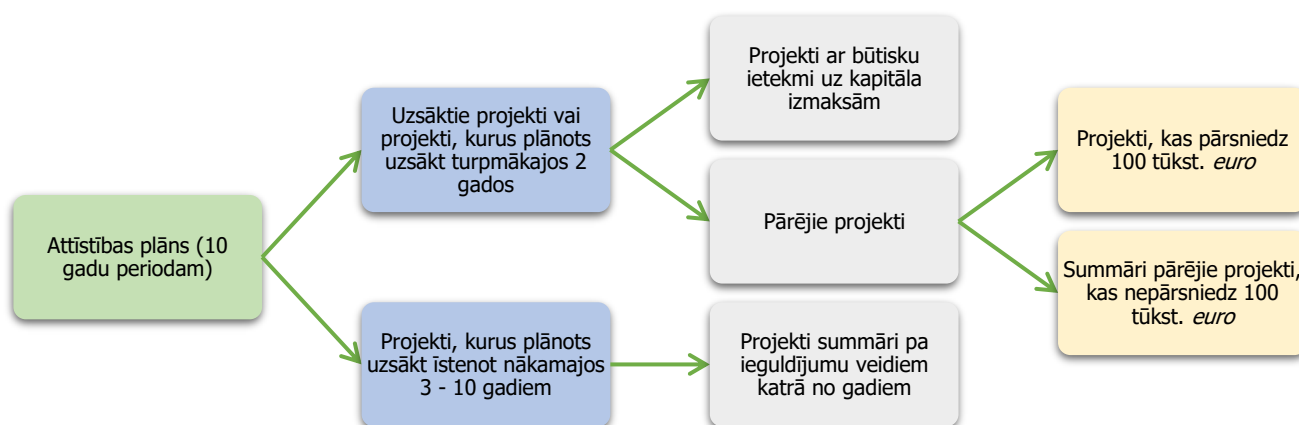 Attīstības plāns (10
gadu periodam)
Uzsāktie projekti vai
projekti, kurus plānots
uzsākt turpmākajos 2
gados
Projekti, kurus plānots
uzsākt īstenot nākamajos
3 - 10 gadiem
Projekti ar būtisku
ietekmi uz kapitāla
izmaksām
Pārējie projekti
Projekti summāri pa
ieguldījumu veidiem
katrā no gadiem
Projekti, kas pārsniedz
100 tūkst. euro
Summāri pārējie projekti,
kas nepārsniedz 100
tūkst. euro